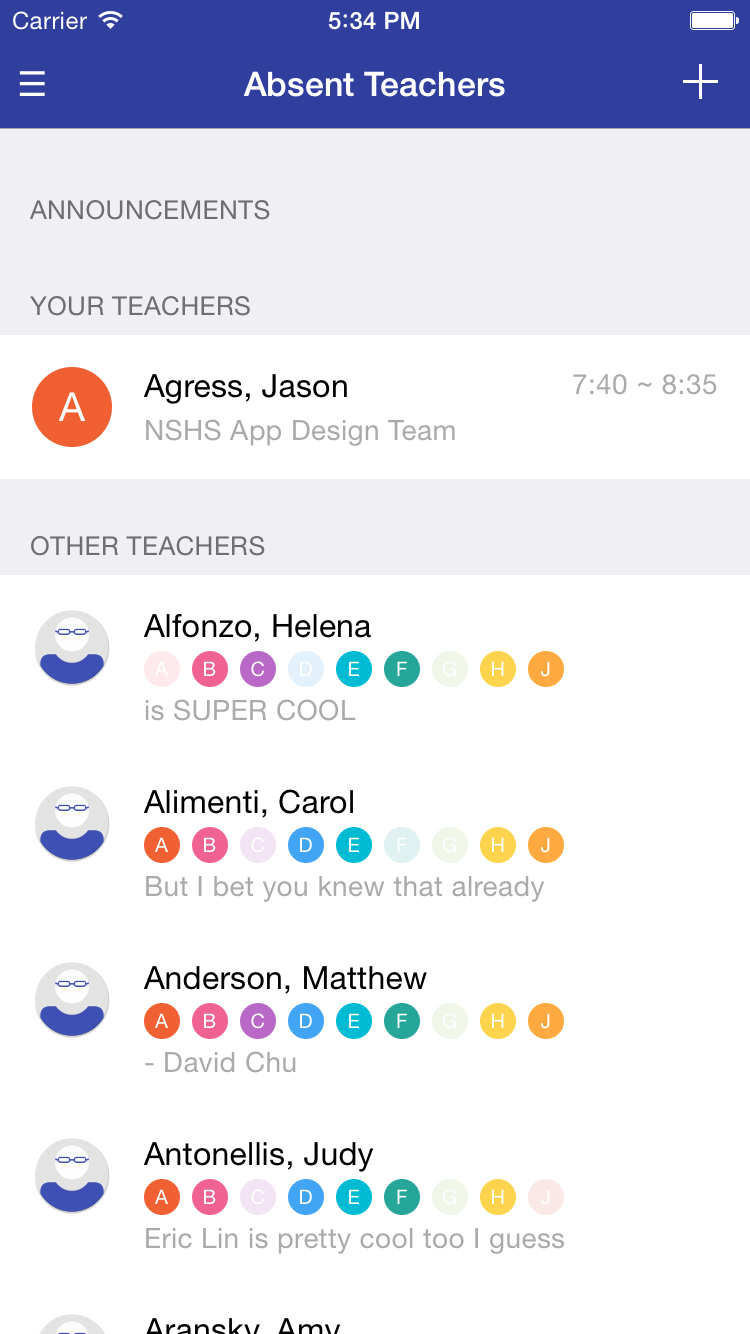 Carrier 5:34 PM
Absent Teachers
ANNOUNCEMENTS
YOUR TEACHERS
A Agress, Jason 7:40 ~ 8:35
NSHS App Design Team
OTHER TEACHERS
Alfonzo, Helena
A B C D E F G H J
is SUPER COOL
Alimenti, Carol
A B C D E F G H J
But I bet you knew that already
Anderson, Matthew
A B C D E F G H J
- David Chu
Antonellis, Judy
A B C D E F G H J
Eric Lin is pretty cool too I guess
Aransky, Amy